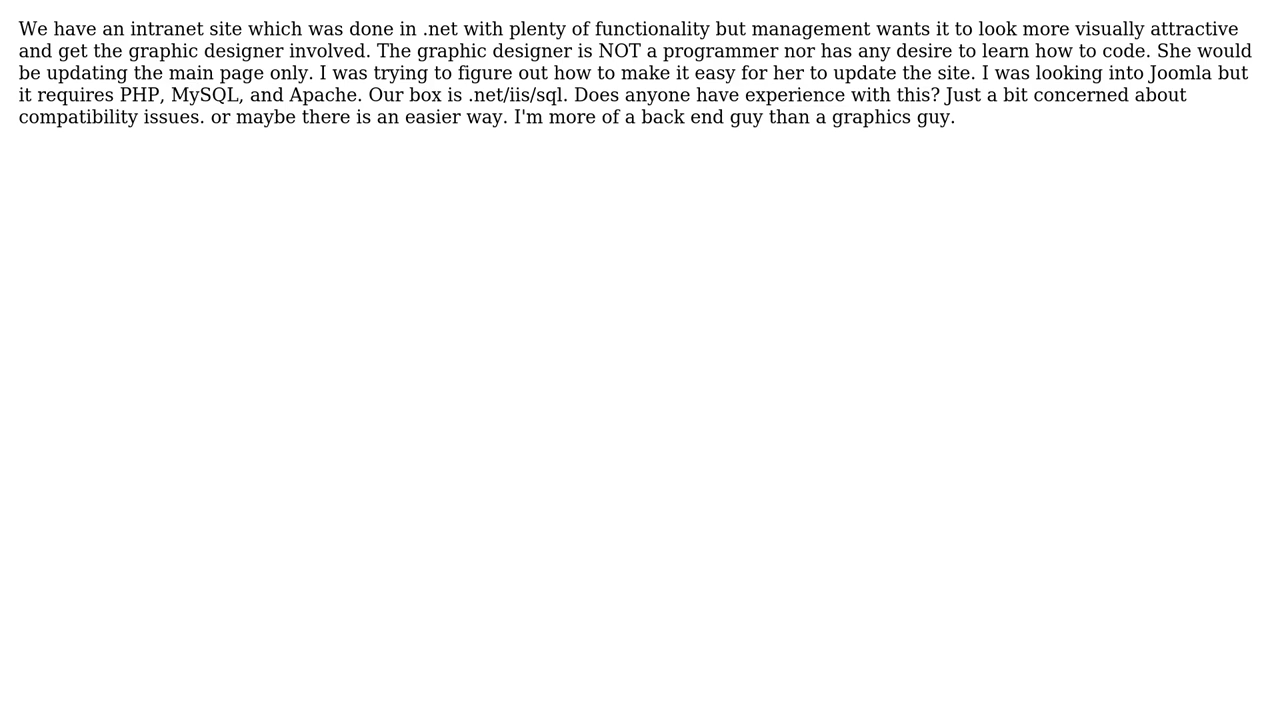 We have an intranet site which was done in .net with plenty of functionality but management wants it to look more visually attractive
and get the graphic designer involved. The graphic designer is NOT a programmer nor has any desire to learn how to code. She would
be updating the main page only. I was trying to figure out how to make it easy for her to update the site. I was looking into Joomla but
it requires PHP, MySQL, and Apache. Our box is .net/iis/sql. Does anyone have experience with this? Just a bit concerned about
compatibility issues. or maybe there is an easier way. I'm more of a back end guy than a graphics guy.